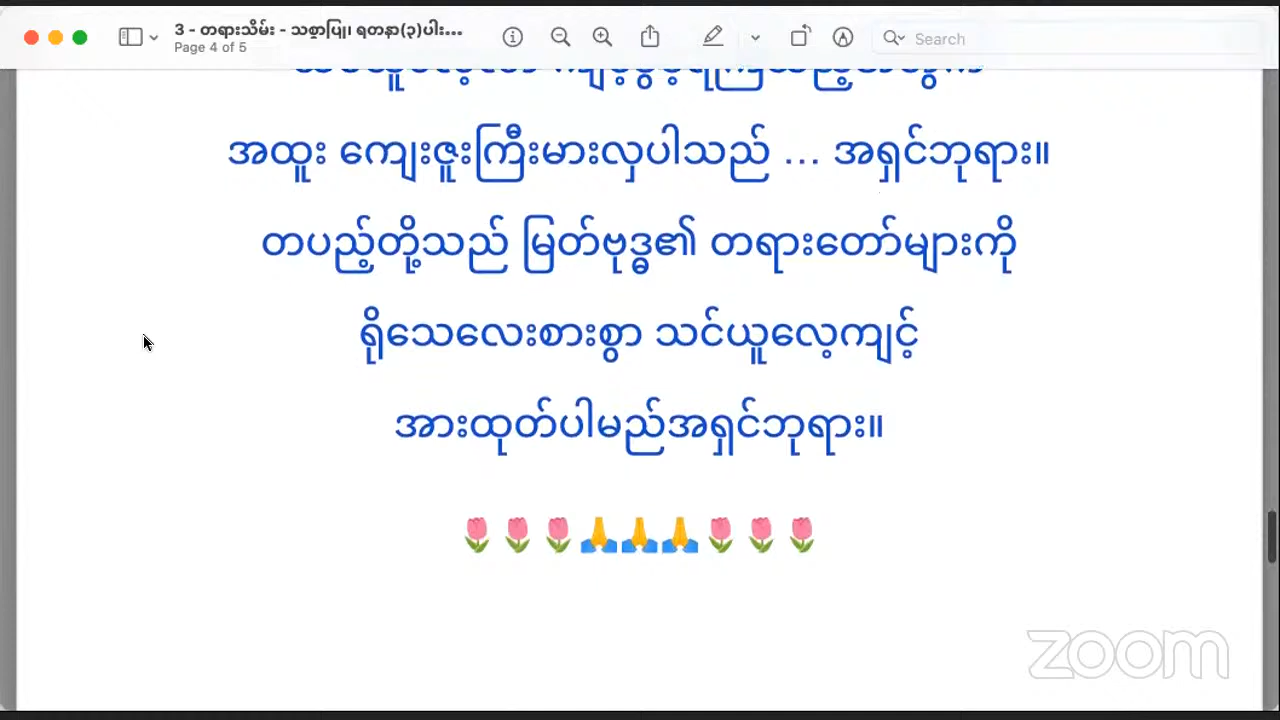 3 - တရားသိမ်း - သစ္စာပြု၊ ရတနာ(၃)ပါး...
Page 4 of 5
Search
အထူး ကျေးဇူးကြီးမားလှပါသည် ... အရှင်ဘုရား။
တပည့်တို့သည် မြတ်ဗုဒ္ဓ၏ တရားတော်များကို
ရိုသေလေးစားစွာ သင်ယူလေ့ကျင့်
အားထုတ်ပါမည်အရှင်ဘုရား။
zoom